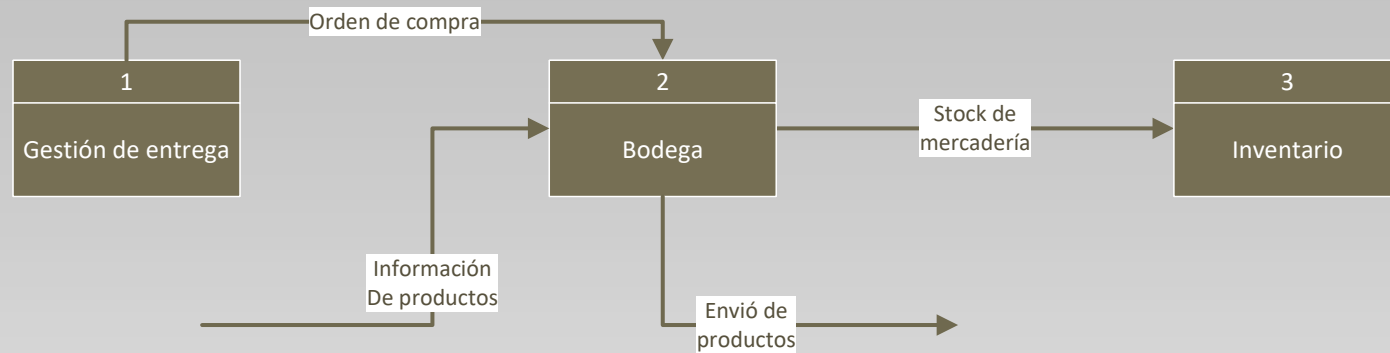 Orden de compra
1
Gestión de entrega
2
Bodega
3
Inventario
Stock de
mercadería
Información
De productos
Envió de
productos